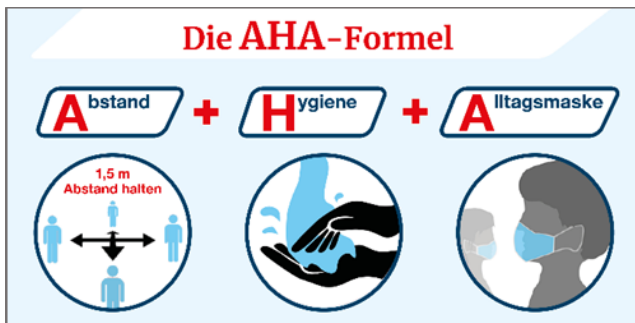 Die AHA-Formel
Abstand + Hygiene + Alltagsmaske
1,5 m
Abstand halten